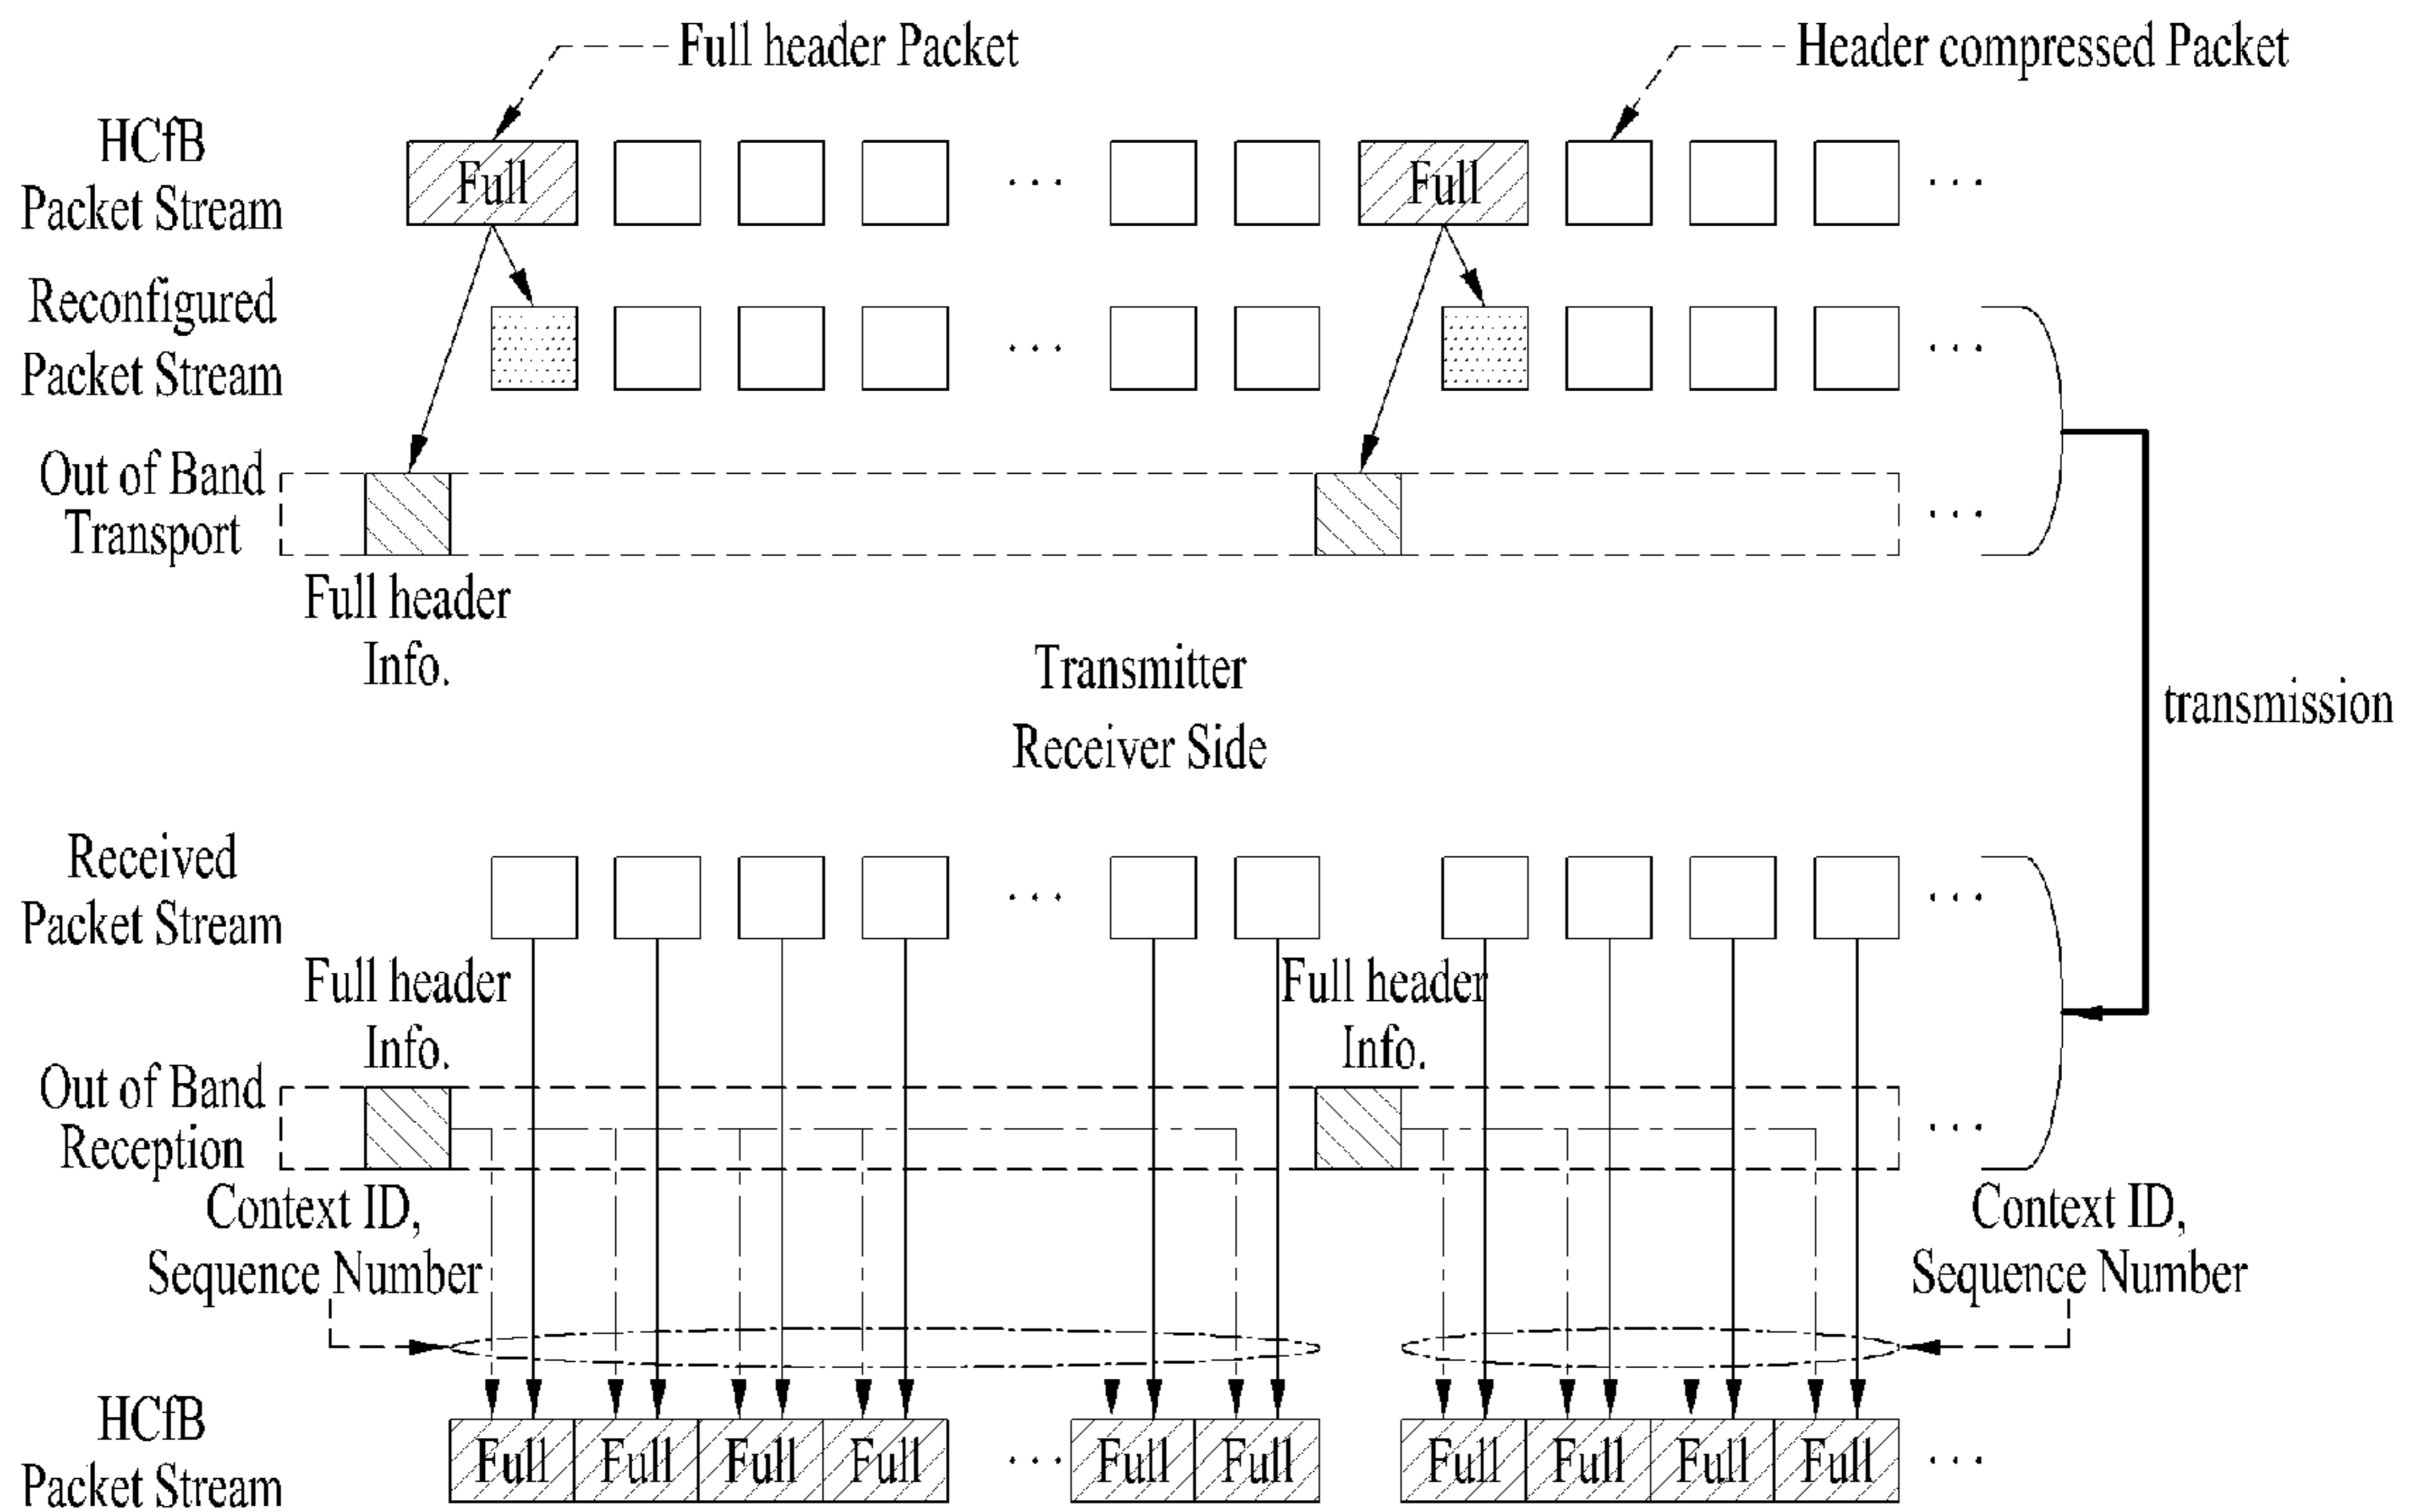 Full header Packet
Header compressed Packet
HCfB
Packet Stream
Full
Full
Reconfigured
Packet Stream
...
...
Out of Band
Transport
...
Full header
Info.
Transmitter
Receiver Side
transmission
Received
Packet Stream
...
...
Full header
Info.
Full header
Info.
Out of Band
Reception
...
Context ID,
Sequence Number
Context ID,
Sequence Number
HCfB
Packet Stream
Full Full Full Full ... Full Full Full Full Full Full ...